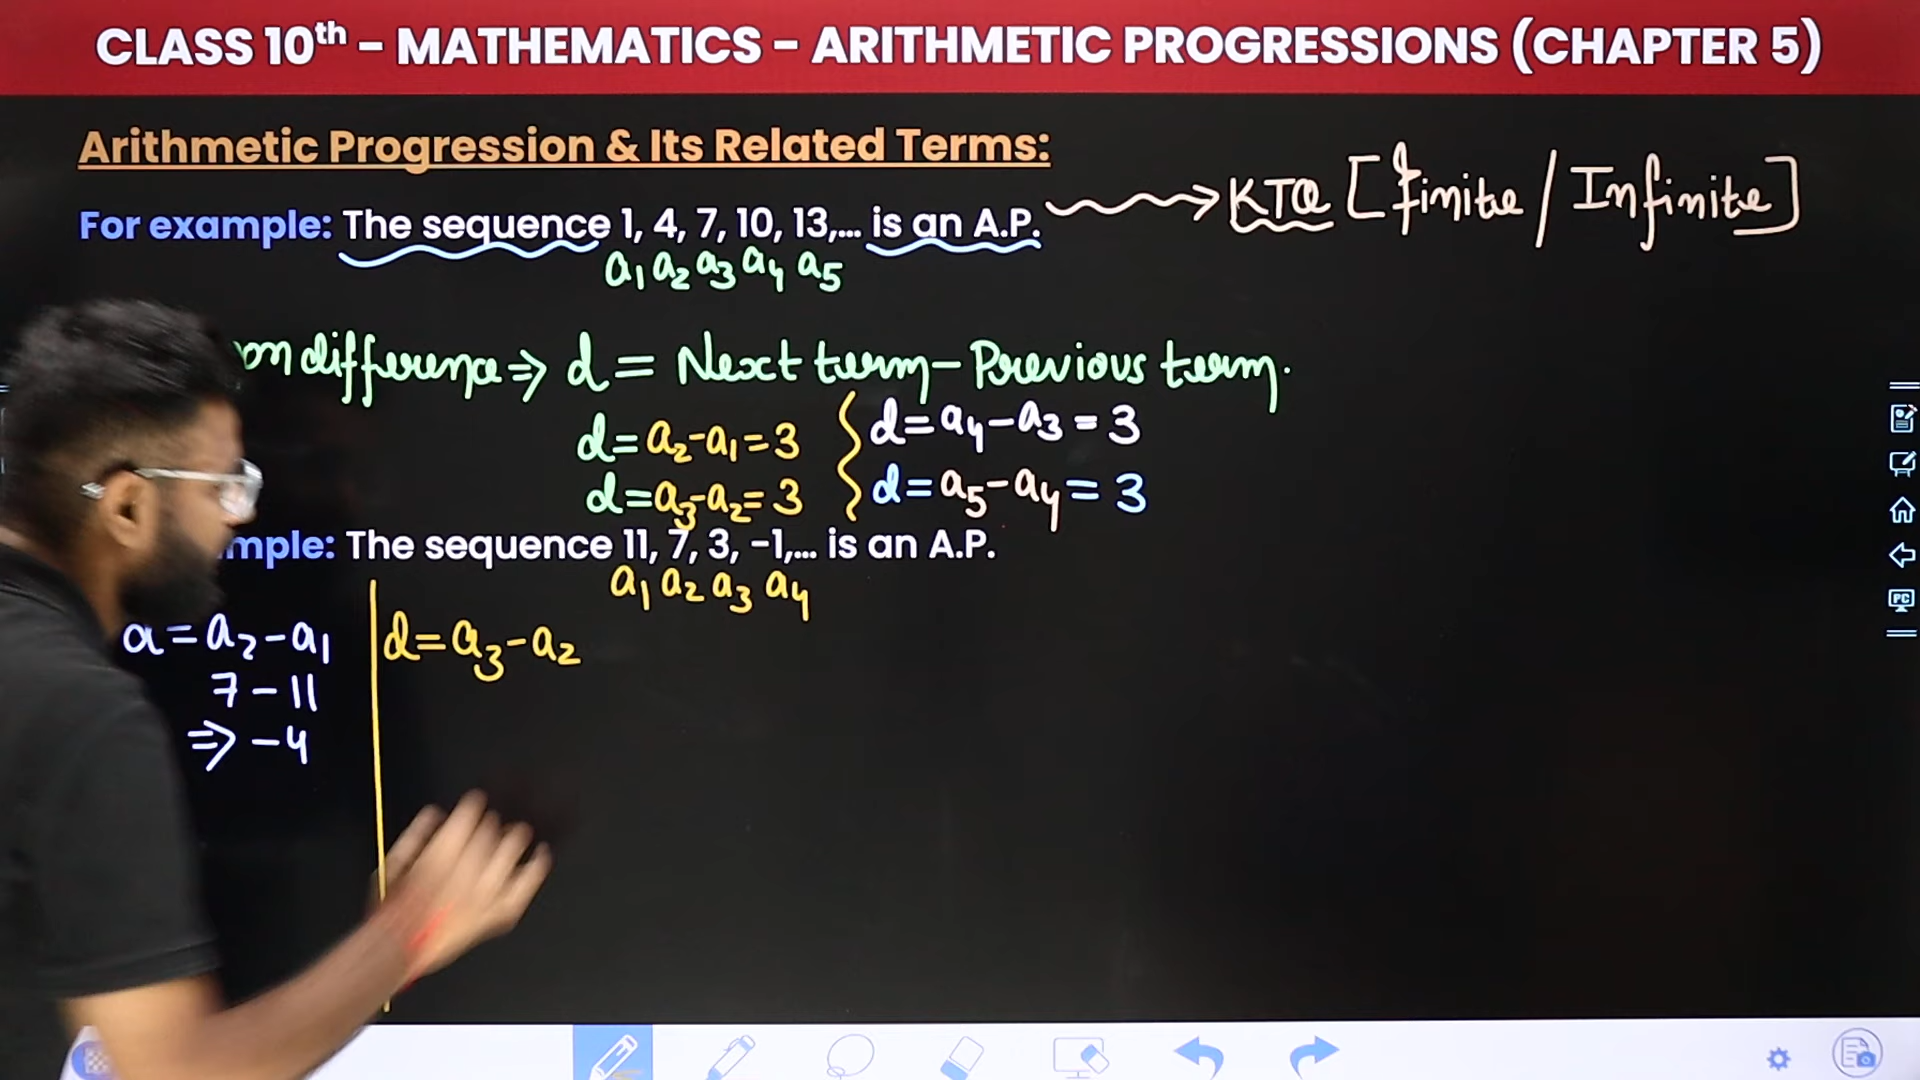 CLASS 10th - MATHEMATICS - ARITHMETIC PROGRESSIONS (CHAPTER 5)
Arithmetic Progression & Its Related Terms:
For example: The sequence 1, 4, 7, 10, 13,... is an A.P. → KTQ [finite / Infinite]
a1 a2 a3 a4 a5
on difference ⇒ d = Next term - Previous term.
d = a2 - a1 = 3
d = a4 - a3 = 3
d = a3 - a2 = 3
d = a5 - a4 = 3
mple: The sequence 11, 7, 3, -1,... is an A.P.
a1 a2 a3 a4
d = a2 - a1
d = a3 - a2
7 - 11
⇒ -4
PC